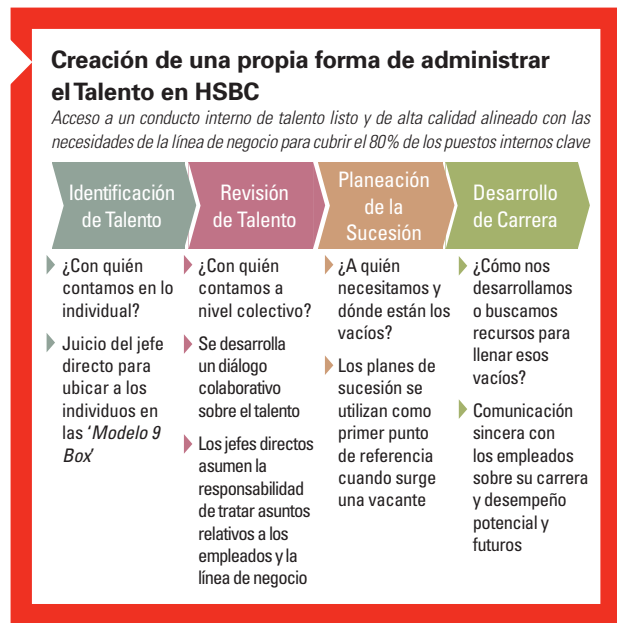 Creación de una propia forma de administrar
el Talento en HSBC
Acceso a un conducto interno de talento listo y de alta calidad alineado con las
necesidades de la línea de negocio para cubrir el 80% de los puestos internos clave
Identificación
de Talento
¿Con quién
contamos en lo
individual?
Juicio del jefe
directo para
ubicar a los
individuos en
las ‘Modelo 9
Box’
Revisión
de Talento
¿Con quién
contamos a
nivel colectivo?
Se desarrolla
un diálogo
colaborativo
sobre el talento
Los jefes directos
asumen la
responsabilidad
de tratar asuntos
relativos a los
empleados y la
línea de negocio
Planeación
de la
Sucesión
¿A quién
necesitamos y
dónde están los
vacíos?
Los planes de
sucesión se
utilizan como
primer punto
de referencia
cuando surge
una vacante
Desarrollo
de Carrera
¿Cómo nos
desarrollamos
o buscamos
recursos para
llenar esos
vacíos?
Comunicación
sincera con
los empleados
sobre su carrera
y desempeño
potencial y
futuros